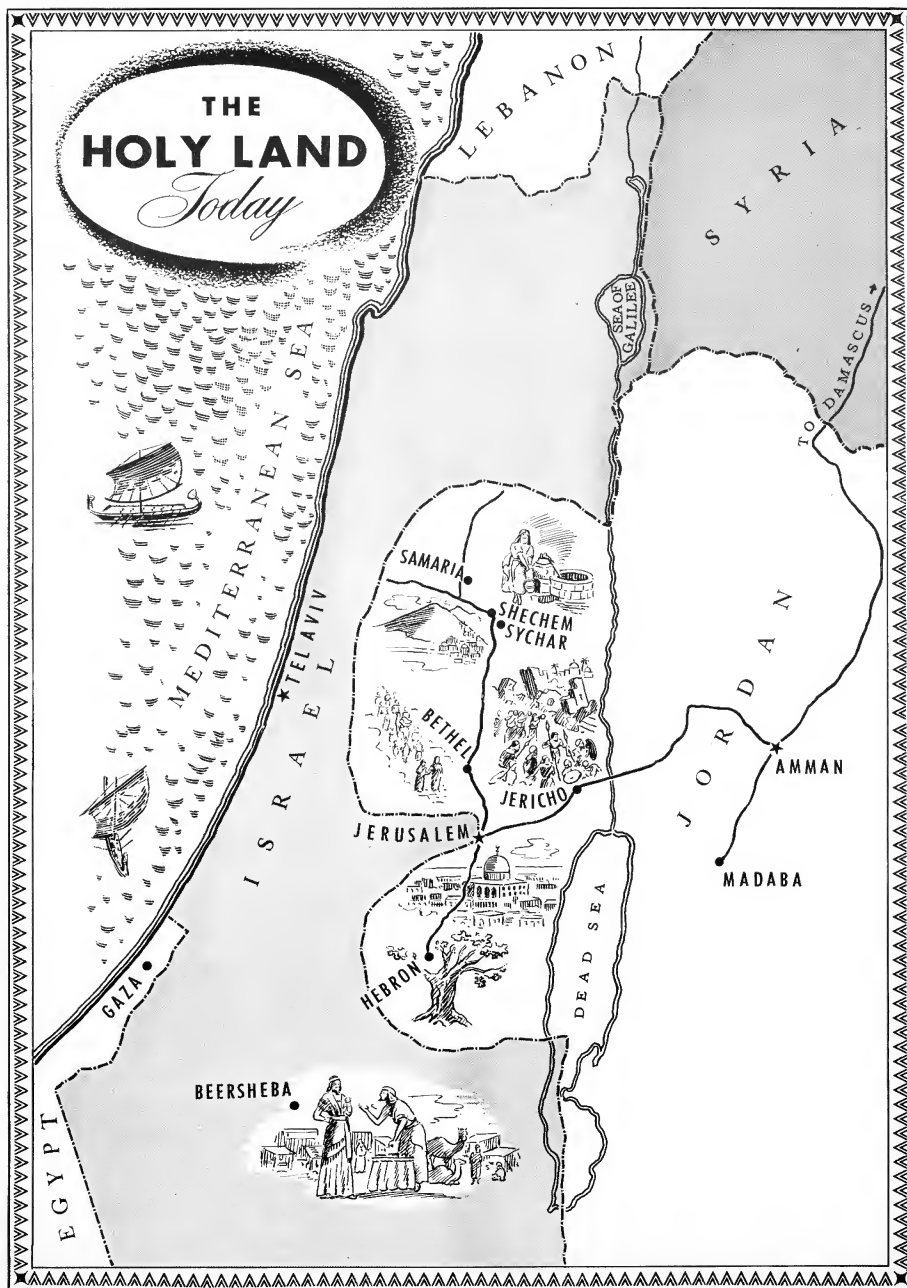 THE
HOLY LAND
Today
LEBANON
SYRIA
MEDITERRANEAN SEA
SEA OF
GALILEE
TO DAMASCUS
SAMARIA
SHECHEM
SYCHAR
TEL AVIV
ISRAEL
BETHEL
JORDAN
AMMAN
JERICHO
JERUSALEM
MADABA
DEAD SEA
HEBRON
GAZA
BEERSHEBA
EGYPT